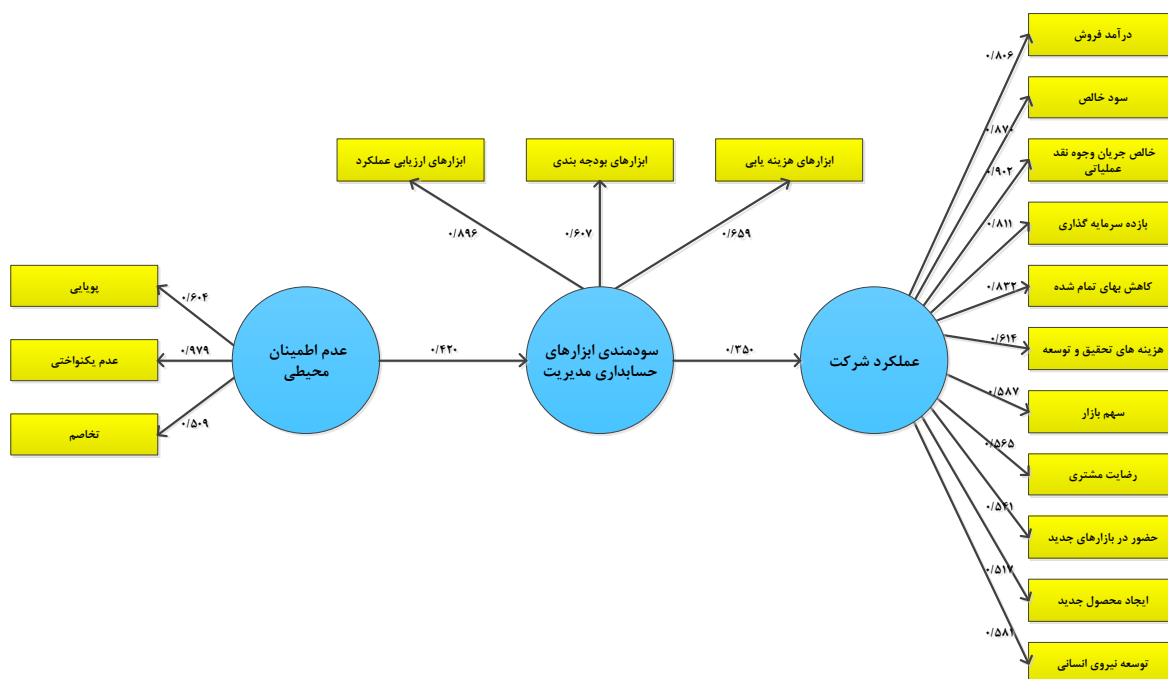 درآمد فروش
۰/۸۰۶
سود خالص
۰/۸۷۰
خالص جریان وجوه نقد
عملیاتی
۰/۹۰۲
ابزارهای هزینه یابی
ابزارهای بودجه بندی
ابزارهای ارزیابی عملکرد
بازده سرمایه گذاری
۰/۸۱۱
۰/۶۵۹
۰/۶۰۷
۰/۸۹۶
کاهش بهای تمام شده
۰/۸۳۲
پویایی
۰/۶۰۴
هزینه های تحقیق و توسعه
۰/۶۱۴
عملکرد شرکت
۰/۳۵۰
سودمندی ابزارهای
حسابداری مدیریت
۰/۴۲۰
عدم اطمینان
محیطی
۰/۹۷۹
عدم یکنواختی
سهم بازار
۰/۵۸۷
۰/۵۰۹
تخاصم
رضایت مشتری
۰/۵۶۵
حضور در بازارهای جدید
۰/۵۴۱
ایجاد محصول جدید
۰/۵۱۷
توسعه نیروی انسانی
۰/۵۸۱